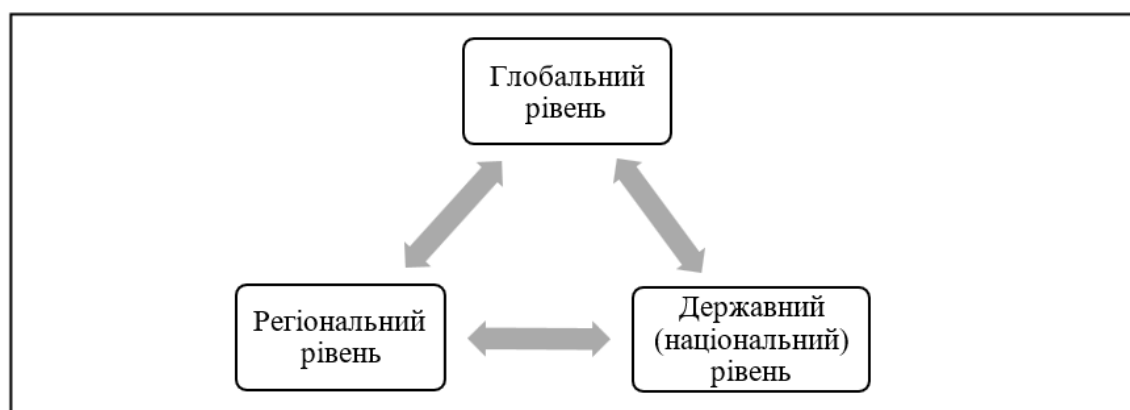 Глобальний
рівень
Регіональний
рівень
Державний
(національний)
рівень